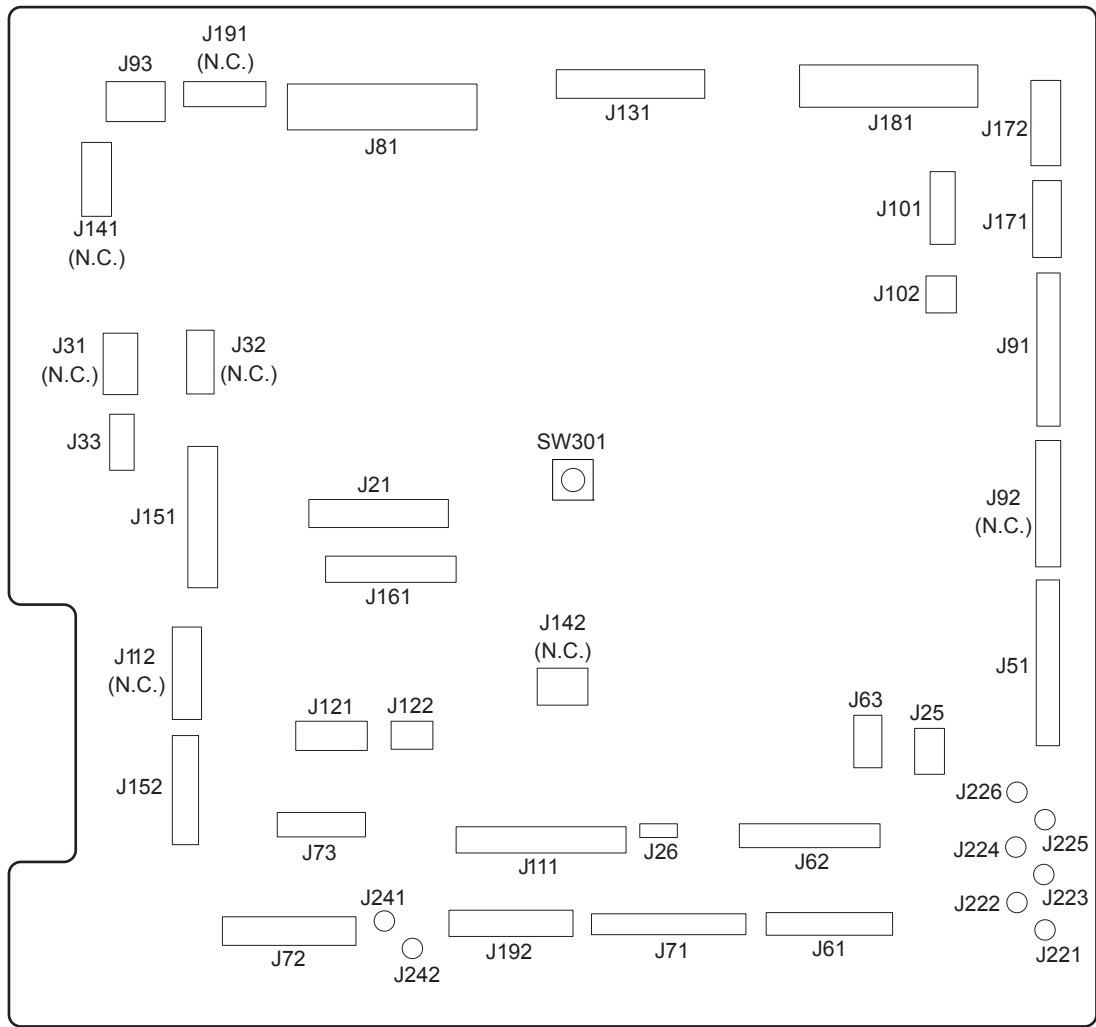 J191
(N.C.)
J93
J131
J181
J81
J172
J101
J171
J141
(N.C.)
J102
J31
(N.C.)
J32
(N.C.)
J91
J33
SW301
J21
J151
J92
(N.C.)
J161
J142
(N.C.)
J112
(N.C.)
J51
J121
J122
J63
J25
J152
J226
J73
J111
J26
J62
J224
J225
J241
J222
J223
J72
J242
J192
J71
J61
J221